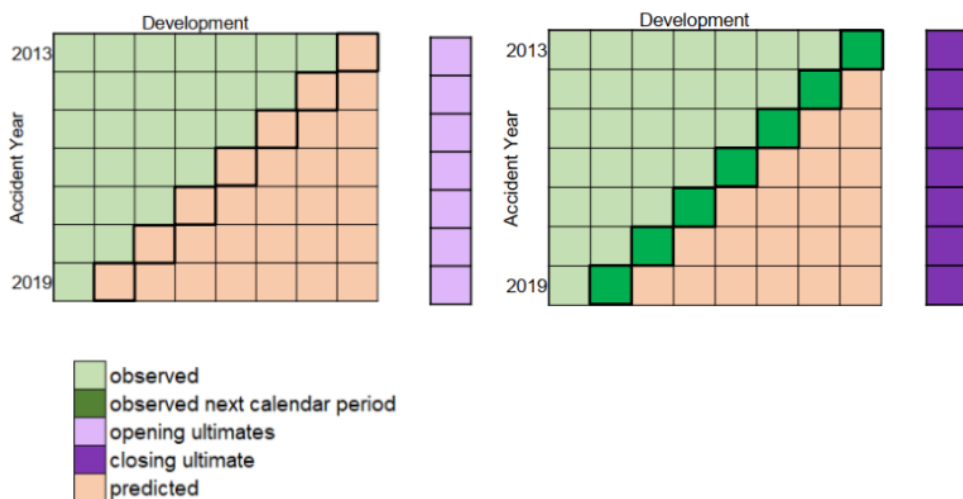 Development
2013
Accident Year
2019
Development
2013
Accident Year
2019
observed
observed next calendar period
opening ultimates
closing ultimate
predicted